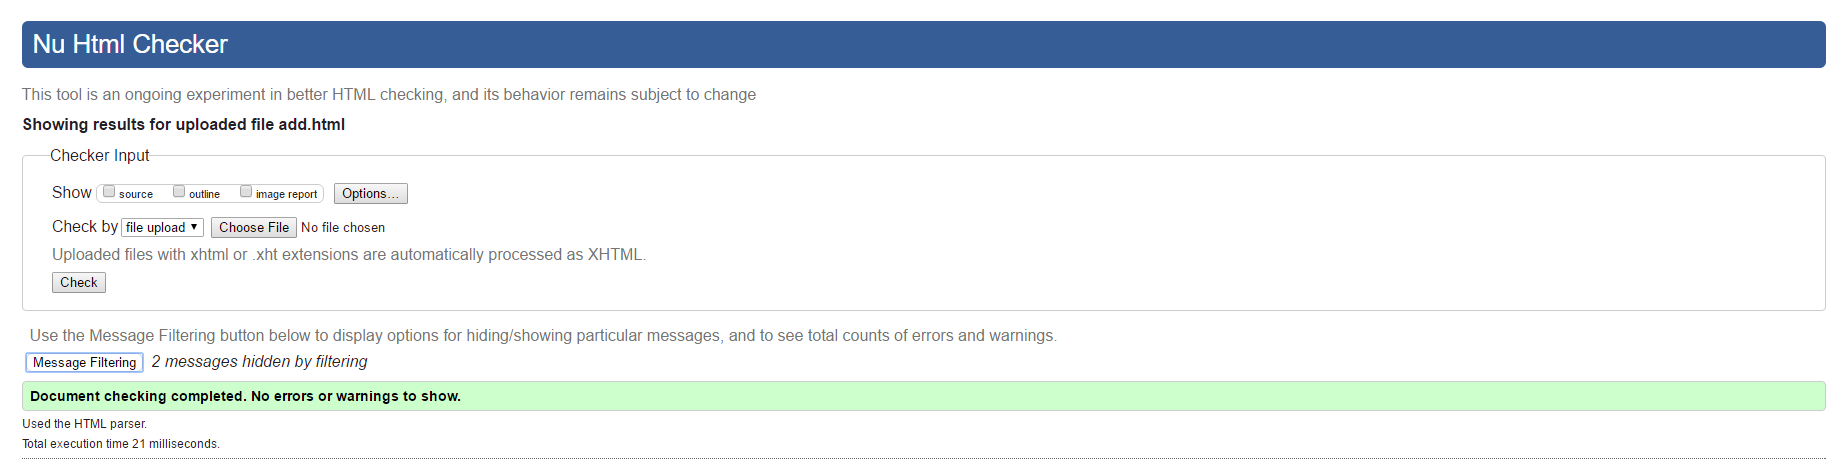 Nu Html Checker
This tool is an ongoing experiment in better HTML checking, and its behavior remains subject to change
Showing results for uploaded file add.html
Checker Input
Show source outline image report Options...
Check by file upload Choose File No file chosen
Uploaded files with xhtml or .xht extensions are automatically processed as XHTML.
Check
Use the Message Filtering button below to display options for hiding/showing particular messages, and to see total counts of errors and warnings.
Message Filtering 2 messages hidden by filtering
Document checking completed. No errors or warnings to show.
Used the HTML parser.
Total execution time 21 milliseconds.